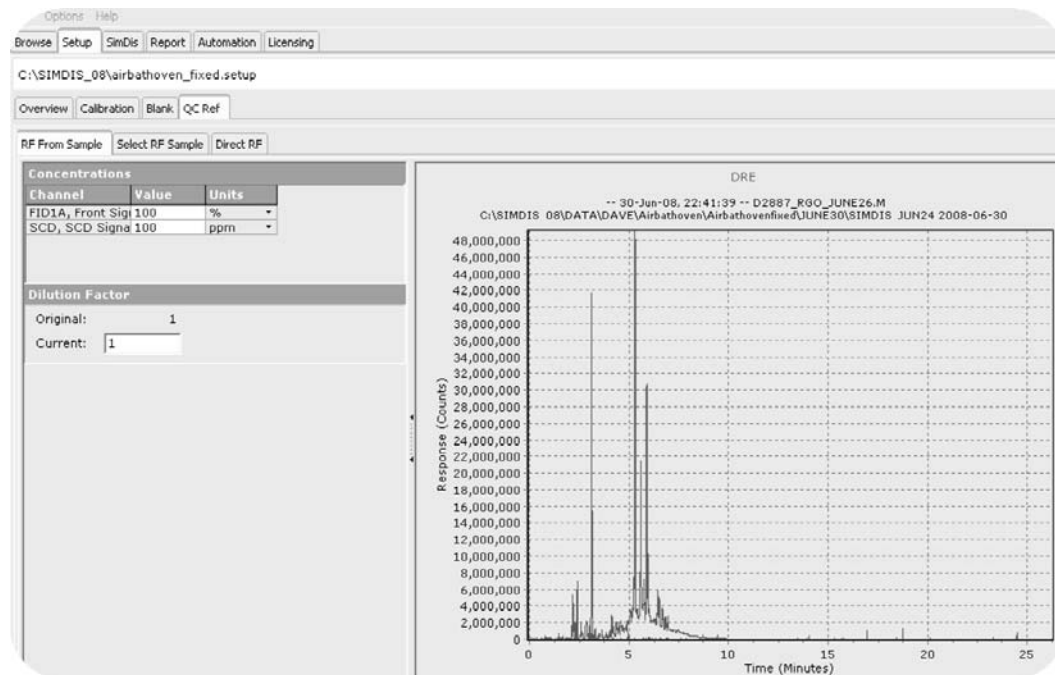 Options Help
Browse Setup SimDis Report Automation Licensing
C:\SIMDIS_08\airbathoven_fixed.setup
Overview Calibration Blank QC Ref
RF From Sample Select RF Sample Direct RF
Concentrations
Channel Value Units
FID1A, Front Sig 100 %
SCD, SCD Signa 100 ppm
Dilution Factor
Original: 1
Current: 1
DRE
-- 30-Jun-08, 22:41:39 -- D2887_RGO_JUNE26.M
C:\SIMDIS_08\DATA\DAVE\Airbathoven\Airbathovenfixed\JUNE30\SIMDIS_JUN24 2008-06-30
48,000,000
46,000,000
44,000,000
42,000,000
40,000,000
38,000,000
36,000,000
34,000,000
32,000,000
30,000,000
28,000,000
26,000,000
24,000,000
22,000,000
20,000,000
18,000,000
16,000,000
14,000,000
12,000,000
10,000,000
8,000,000
6,000,000
4,000,000
2,000,000
0
Response (Counts)
0 5 10 15 20 25
Time (Minutes)